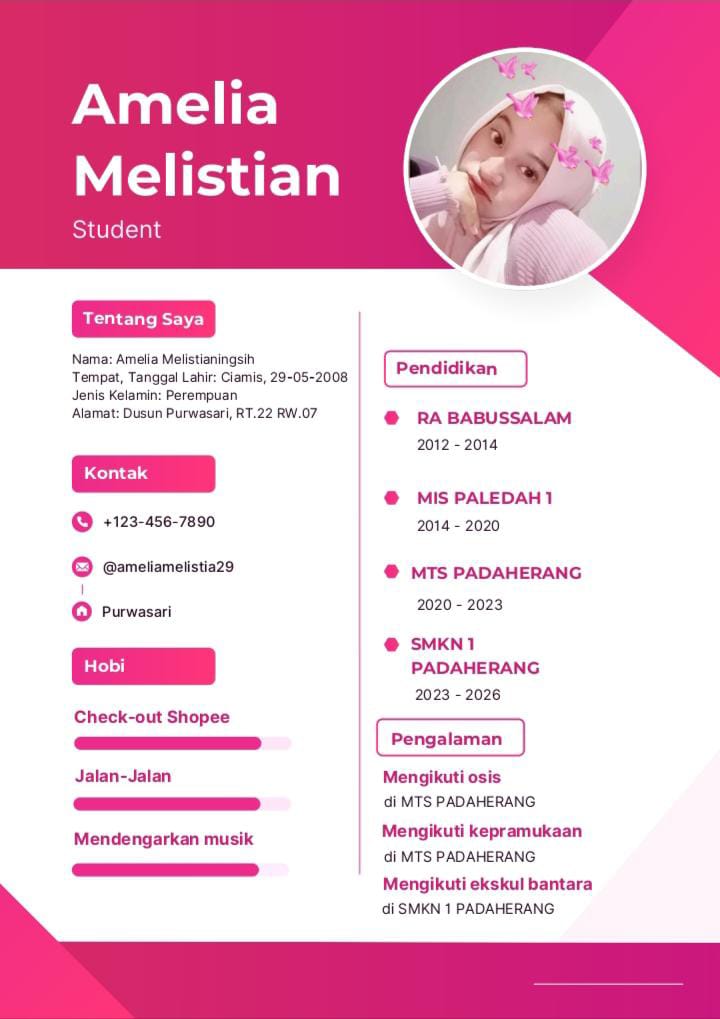 Amelia
Melistian
Student
Tentang Saya
Nama: Amelia Melistianingsih
Tempat, Tanggal Lahir: Ciamis, 29-05-2008
Jenis Kelamin: Perempuan
Alamat: Dusun Purwasari, RT.22 RW.07
Kontak
+123-456-7890
@ameliamelistia29
Purwasari
Hobi
Check-out Shopee
Jalan-Jalan
Mendengarkan musik
Pendidikan
RA BABUSSALAM
2012 - 2014
MIS PALEDAH 1
2014 - 2020
MTS PADAHERANG
2020 - 2023
SMKN 1
PADAHERANG
2023 - 2026
Pengalaman
Mengikuti osis
di MTS PADAHERANG
Mengikuti kepramukaan
di MTS PADAHERANG
Mengikuti ekskul bantara
di SMKN 1 PADAHERANG